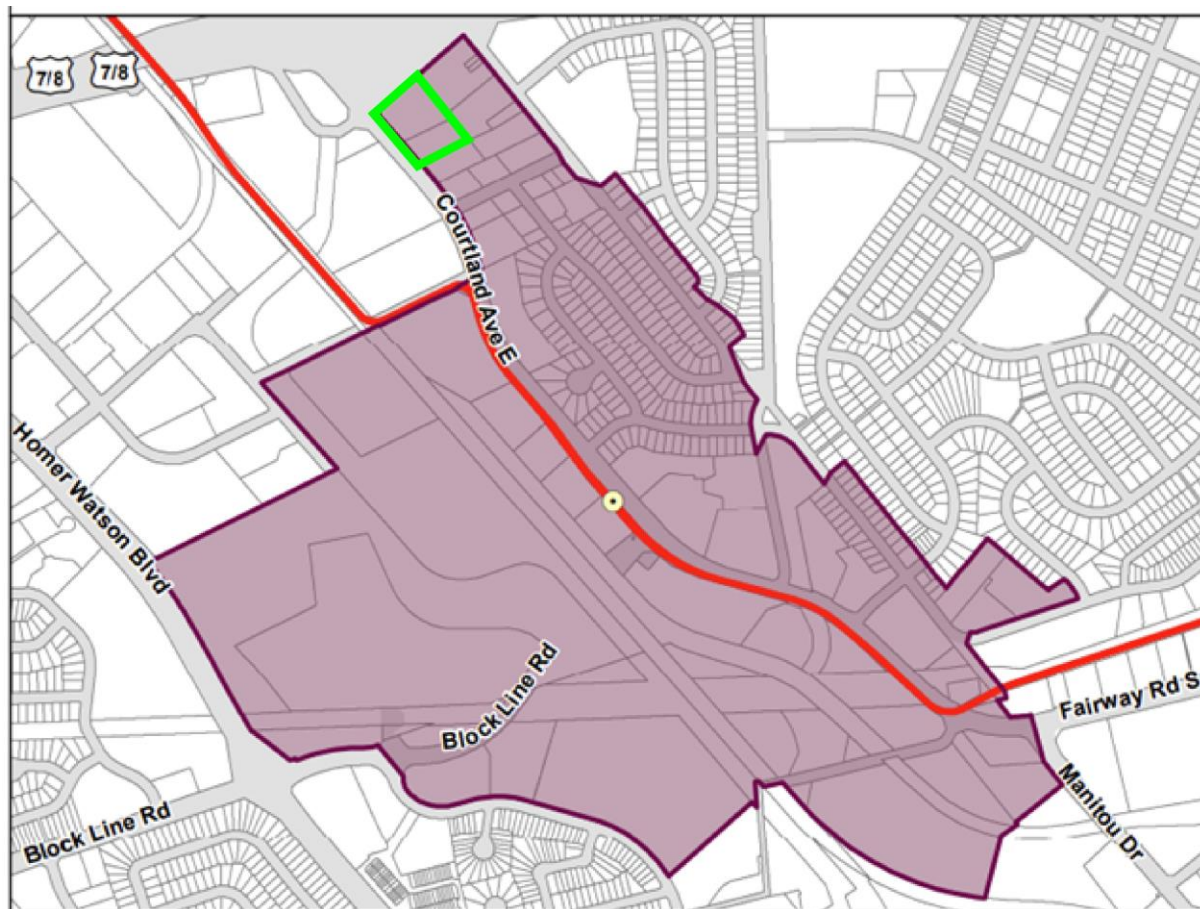 7/8
7/8
Courtland Ave E
Homer Watson Blvd
Block Line Rd
Fairway Rd S
Block Line Rd
Manitou Dr